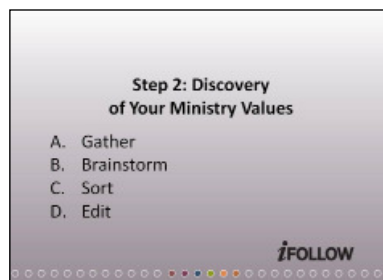 Step 2: Discovery
of Your Ministry Values
A. Gather
B. Brainstorm
C. Sort
D. Edit
iFOLLOW